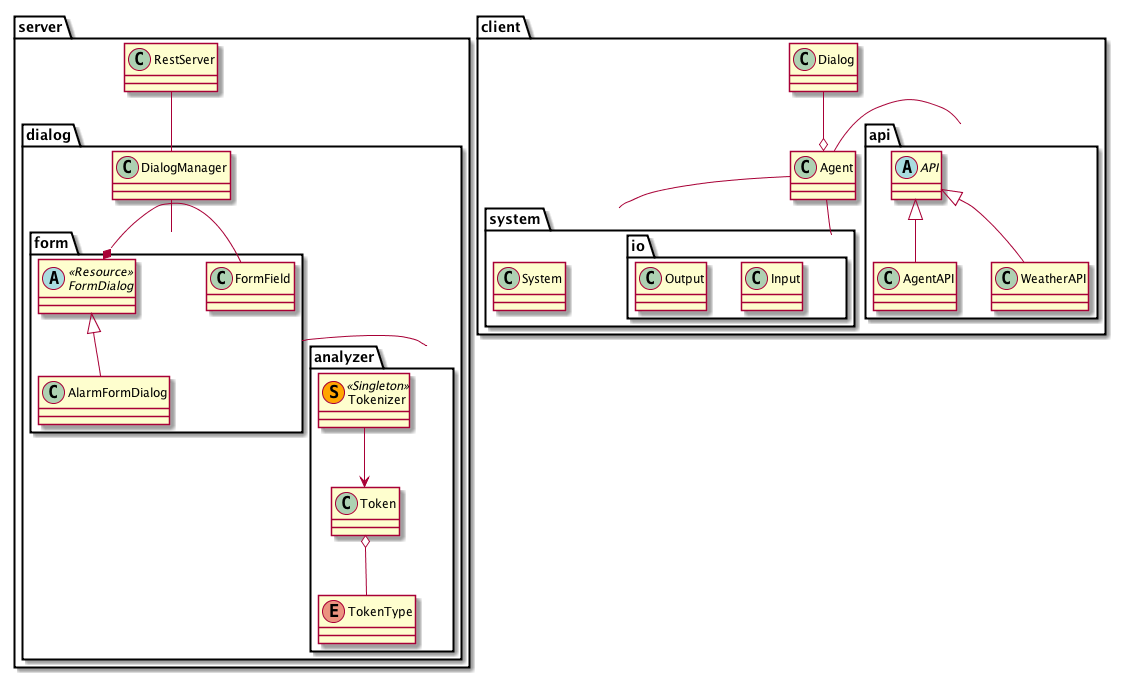 server
C RestServer
dialog
C DialogManager
form
A «Resource»
FormDialog
C FormField
C AlarmFormDialog
analyzer
S «Singleton»
Tokenizer
C Token
E TokenType
client
C Dialog
C Agent
api
A API
C AgentAPI
C WeatherAPI
system
C System
io
C Output
C Input